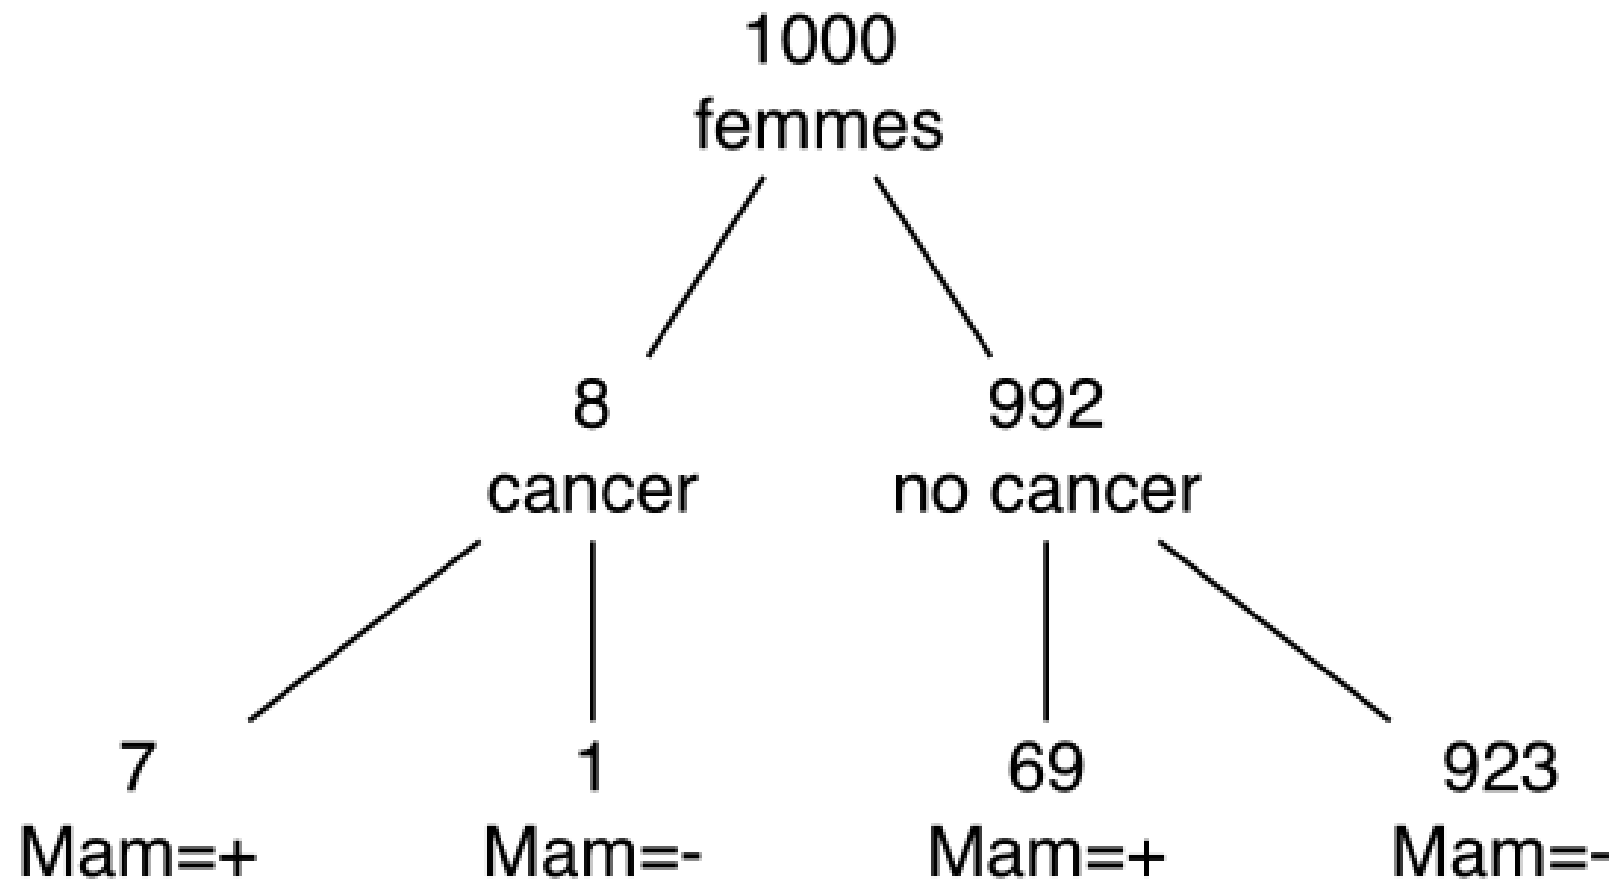 1000
femmes
8 992
cancer no cancer
7 1 69 923
Mam=+ Mam=- Mam=+ Mam=-